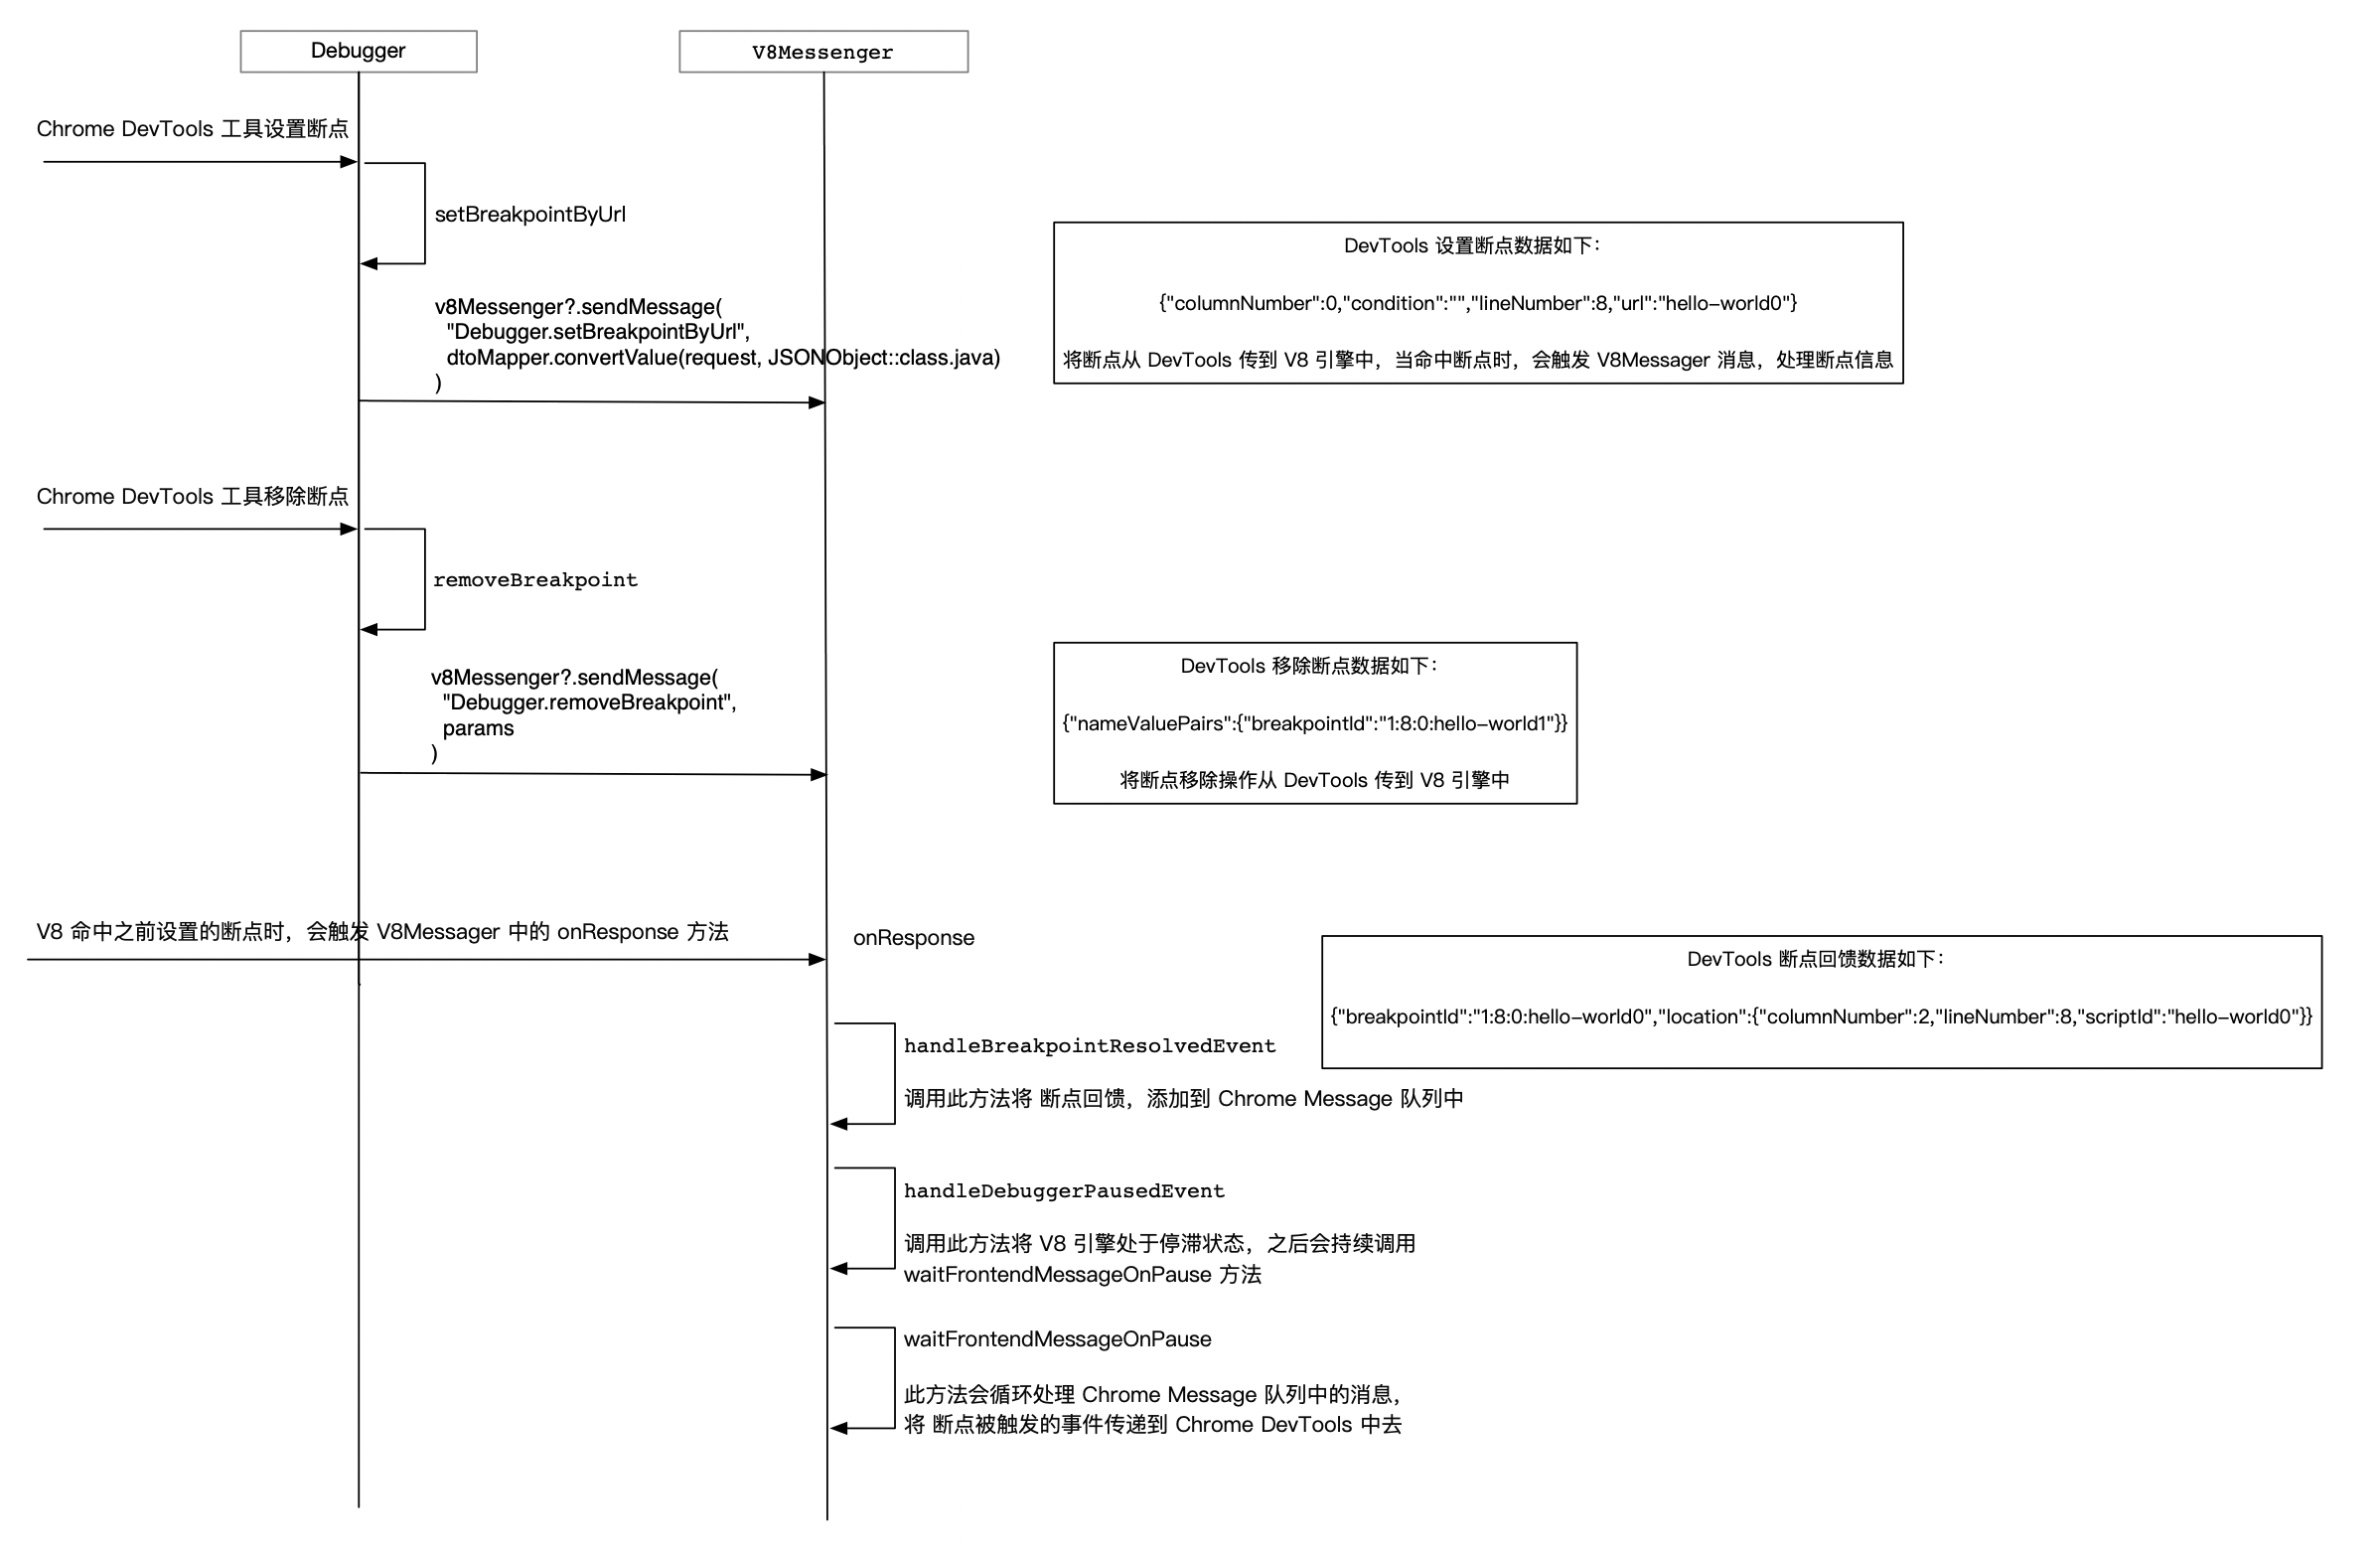 Debugger
V8Messenger
Chrome DevTools 工具设置断点
setBreakpointByUrl
v8Messenger?.sendMessage(
"Debugger.setBreakpointByUrl",
dtoMapper.convertValue(request, JSONObject::class.java)
)
DevTools 设置断点数据如下：
{"columnNumber":0,"condition":"","lineNumber":8,"url":"hello-world0"}
将断点从 DevTools 传到 V8 引擎中，当命中断点时，会触发 V8Messager 消息，处理断点信息
Chrome DevTools 工具移除断点
removeBreakpoint
v8Messenger?.sendMessage(
"Debugger.removeBreakpoint",
params
)
DevTools 移除断点数据如下：
{"nameValuePairs":{"breakpointId":"1:8:0:hello-world1"}}
将断点移除操作从 DevTools 传到 V8 引擎中
V8 命中之前设置的断点时，会触发 V8Messager 中的 onResponse 方法
onResponse
DevTools 断点回馈数据如下：
{"breakpointId":"1:8:0:hello-world0","location":{"columnNumber":2,"lineNumber":8,"scriptId":"hello-world0"}}
handleBreakpointResolvedEvent
调用此方法将 断点回馈，添加到 Chrome Message 队列中
handleDebuggerPausedEvent
调用此方法将 V8 引擎处于停滞状态，之后会持续调用
waitFrontendMessageOnPause 方法
waitFrontendMessageOnPause
此方法会循环处理 Chrome Message 队列中的消息，
将 断点被触发的事件传递到 Chrome DevTools 中去